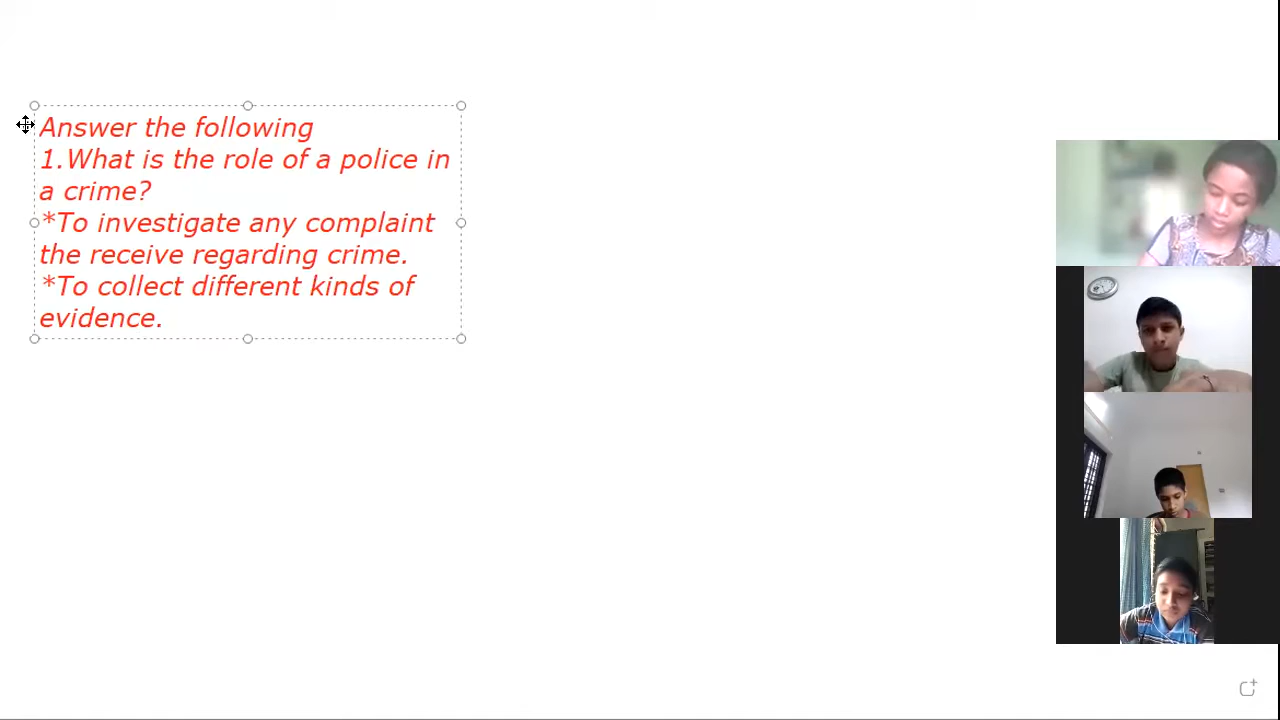 Answer the following
1.What is the role of a police in
a crime?
*To investigate any complaint
the receive regarding crime.
*To collect different kinds of
evidence.